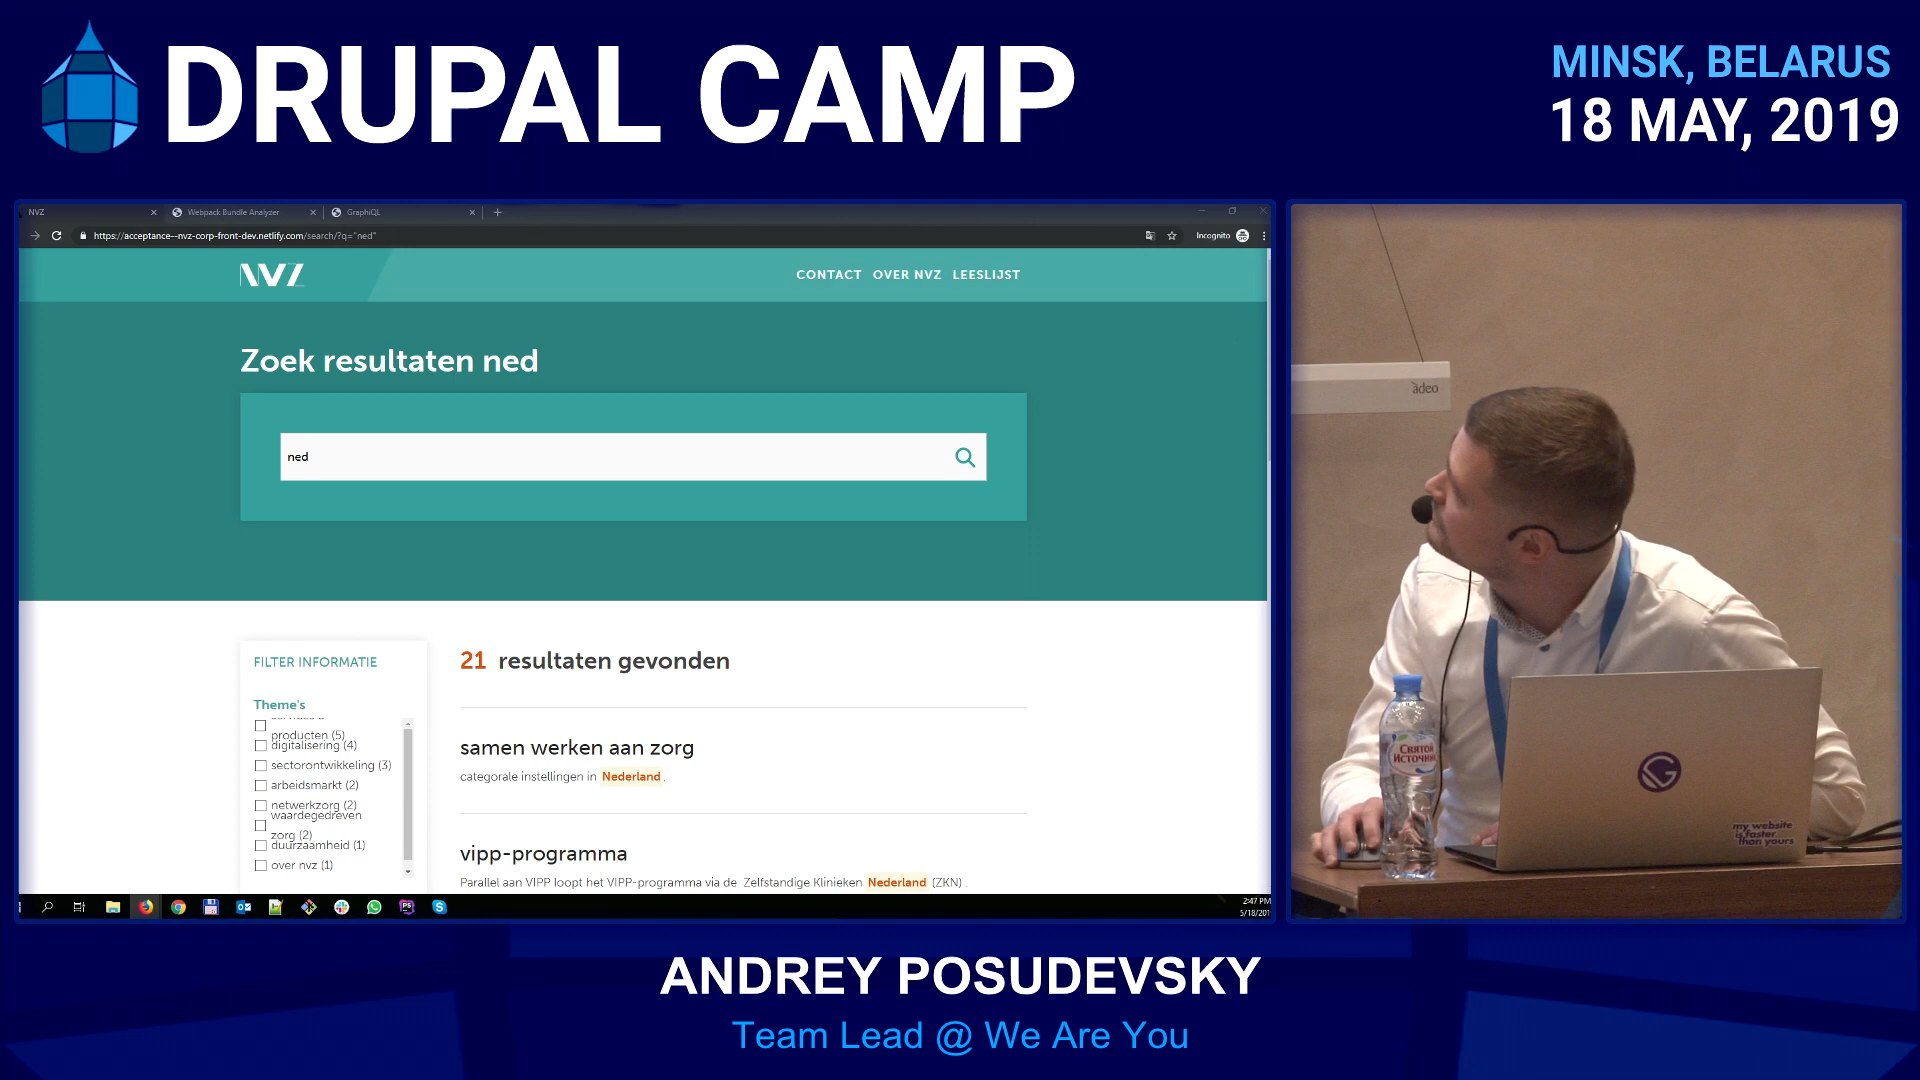 DRUPAL CAMP
MINSK, BELARUS
18 MAY, 2019
NVZ
Webpack Bundle Analyzer
GraphiQL
https://acceptance--nvz-corp-front-dev.netlify.com/search/?q="ned"
Incognito
NVZ
CONTACT OVER NVZ LEESLIJST
Zoek resultaten ned
ned
FILTER INFORMATIE
Theme's
producten (5)
digitalisering (4)
sectorontwikkeling (3)
arbeidsmarkt (2)
netwerkzorg (2)
waardegedreven
zorg (2)
duurzaamheid (1)
over nvz (1)
21 resultaten gevonden
samen werken aan zorg
categorale instellingen in Nederland.
vipp-programma
Parallel aan VIPP loopt het VIPP-programma via de Zelfstandige Klinieken Nederland (ZKN) .
2:47 PM
5/18/201
àdeo
СВЯТОЙ
ИСТОЧНИК
my website
is faster
than yours
ANDREY POSUDEVSKY
Team Lead @ We Are You